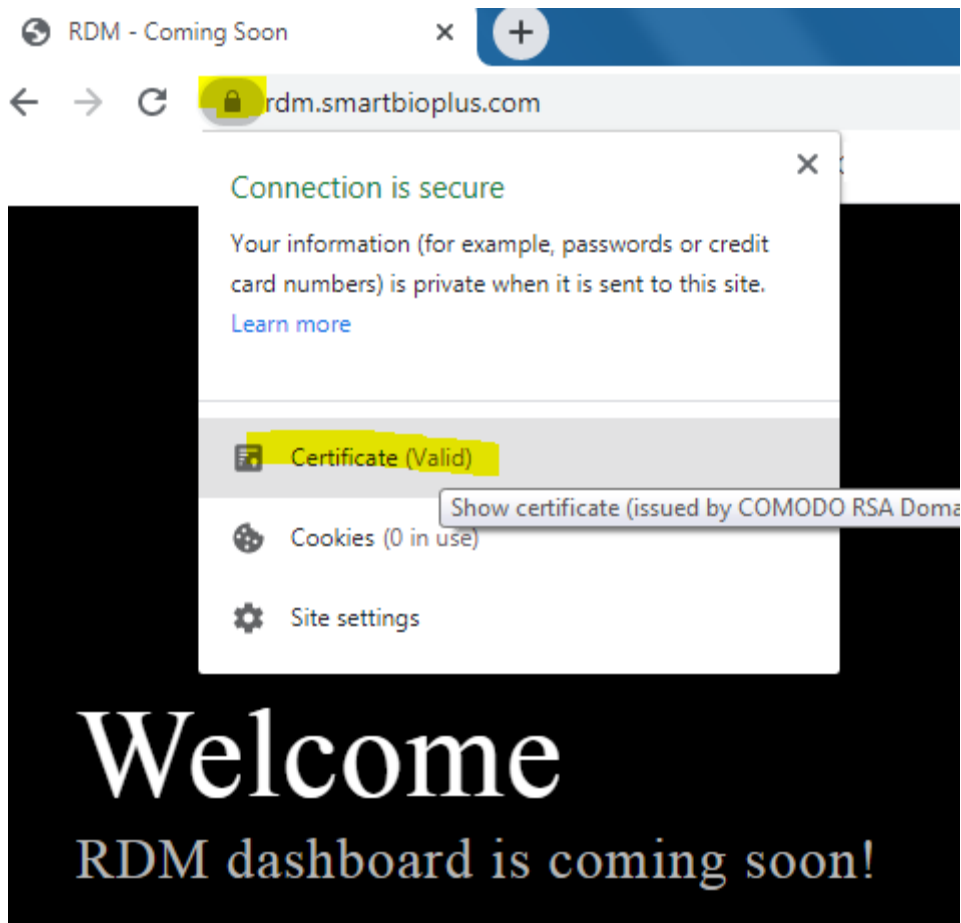 RDM - Coming Soon
rdm.smartbioplus.com
Connection is secure
Your information (for example, passwords or credit
card numbers) is private when it is sent to this site.
Learn more
Certificate (Valid)
Show certificate (issued by COMODO RSA Doma
Cookies (0 in use)
Site settings
Welcome
RDM dashboard is coming soon!